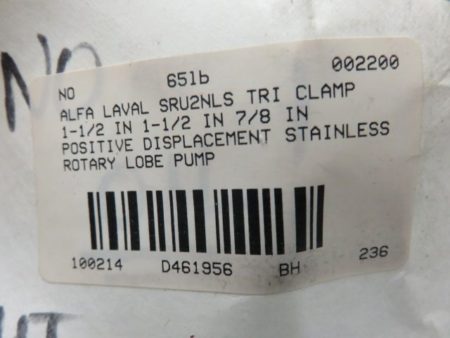 NO
NO 651b 002200
ALFA LAVAL SRU2NLS TRI CLAMP
1-1/2 IN 1-1/2 IN 7/8 IN
POSITIVE DISPLACEMENT STAINLESS
ROTARY LOBE PUMP
100214 D461956 BH 236